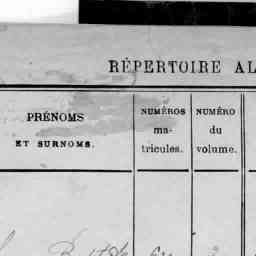 RÉPERTOIRE AL
PRÉNOMS
ET SURNOMS.
NUMÉROS
ma-
tricules.
NUMÉRO
du
volume.